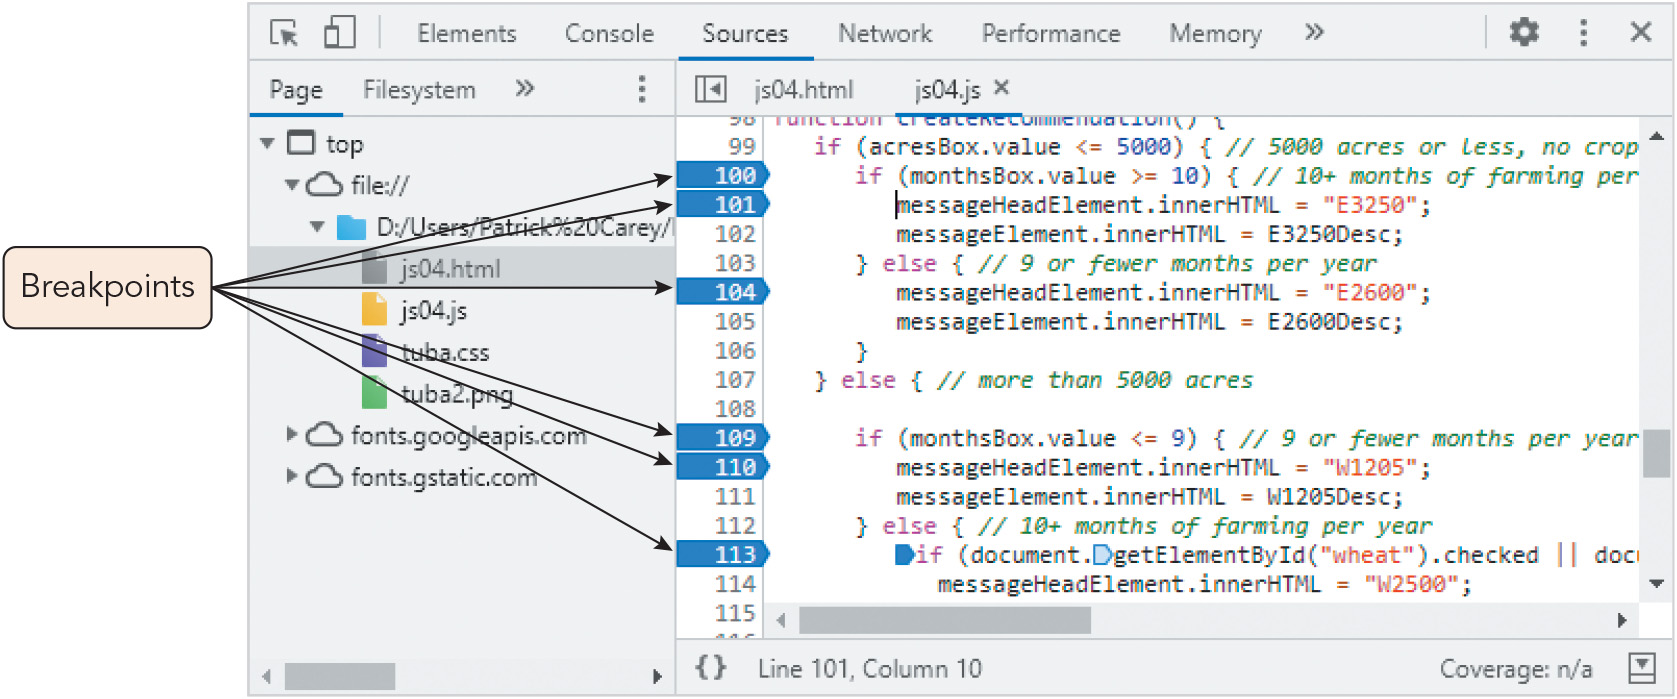 Elements Console Sources Network Performance Memory »
Page Filesystem » js04.html js04.js ×
top
file://
D:/Users/Patrick%20Carey/
js04.html
js04.js
tuba.css
tuba2.png
fonts.googleapis.com
fonts.gstatic.com
Breakpoints
98 function createRecommendation() {
99 if (acresBox.value <= 5000) { // 5000 acres or less, no crop
100 if (monthsBox.value >= 10) { // 10+ months of farming per
101 messageHeadElement.innerHTML = "E3250";
102 messageElement.innerHTML = E3250Desc;
103 } else { // 9 or fewer months per year
104 messageHeadElement.innerHTML = "E2600";
105 messageElement.innerHTML = E2600Desc;
106 }
107 } else { // more than 5000 acres
108
109 if (monthsBox.value <= 9) { // 9 or fewer months per year
110 messageHeadElement.innerHTML = "W1205";
111 messageElement.innerHTML = W1205Desc;
112 } else { // 10+ months of farming per year
113 if (document.getElementById("wheat").checked || docu
114 messageHeadElement.innerHTML = "W2500";
115
{} Line 101, Column 10 Coverage: n/a